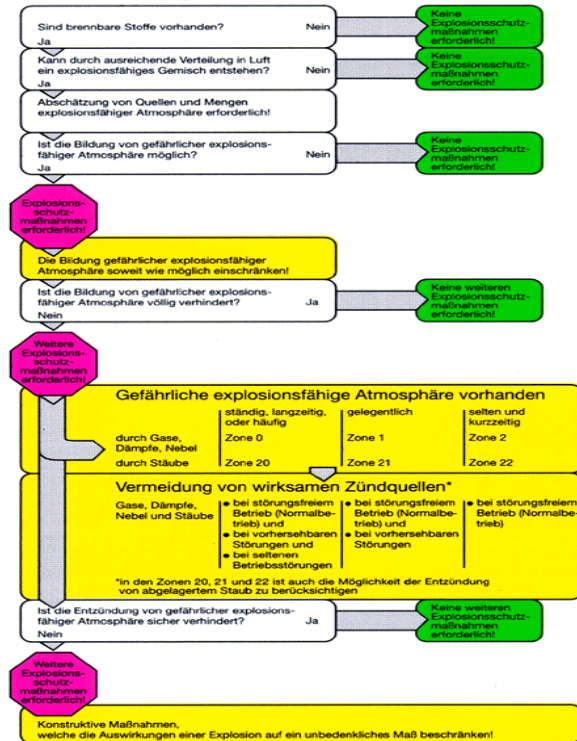 Sind brennbare Stoffe vorhanden? Nein
Ja
Keine
Explosionsschutz-
maßnahmen
erforderlich!
Kann durch ausreichende Verteilung in Luft
ein explosionsfähiges Gemisch entstehen? Nein
Ja
Keine
Explosionsschutz-
maßnahmen
erforderlich!
Abschätzung von Quellen und Mengen
explosionsfähiger Atmosphäre erforderlich!
Ist die Bildung von gefährlicher explosions-
fähiger Atmosphäre möglich? Nein
Ja
Keine
Explosionsschutz-
maßnahmen
erforderlich!
Explosions-
schutz-
maßnahmen
erforderlich!
Die Bildung gefährlicher explosionsfähiger
Atmosphäre soweit wie möglich einschränken!
Ist die Bildung von gefährlicher explosions-
fähiger Atmosphäre völlig verhindert? Ja
Nein
Keine weiteren
Explosionsschutz-
maßnahmen
erforderlich!
Weitere
Explosions-
schutz-
maßnahmen
erforderlich!
Gefährliche explosionsfähige Atmosphäre vorhanden
ständig, langzeitig,
oder häufig
gelegentlich
selten und
kurzzeitig
durch Gase,
Dämpfe, Nebel
Zone 0
Zone 1
Zone 2
durch Stäube
Zone 20
Zone 21
Zone 22
Vermeidung von wirksamen Zündquellen*
Gase, Dämpfe,
Nebel und Stäube
• bei störungsfreiem
Betrieb (Normalbe-
trieb) und
• bei vorhersehbaren
Störungen und
• bei seltenen
Betriebsstörungen
• bei störungsfreiem
Betrieb (Normalbe-
trieb) und
• bei vorhersehbaren
Störungen
• bei störungsfreiem
Betrieb (Normalbe-
trieb)
*in den Zonen 20, 21 und 22 ist auch die Möglichkeit der Entzündung
von abgelagertem Staub zu berücksichtigen
Ist die Entzündung von gefährlicher explosions-
fähiger Atmosphäre sicher verhindert? Ja
Nein
Keine weiteren
Explosionsschutz-
maßnahmen
erforderlich!
Weitere
Explosions-
schutz-
maßnahmen
erforderlich!
Konstruktive Maßnahmen,
welche die Auswirkungen einer Explosion auf ein unbedenkliches Maß beschränken!